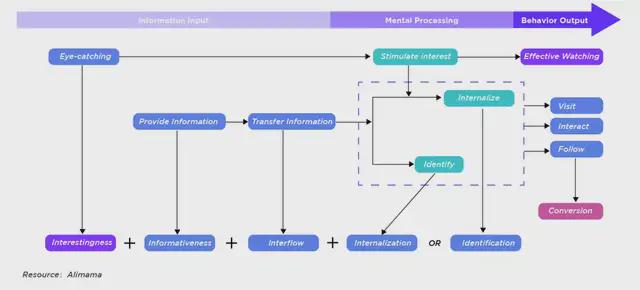 Information Input
Mental Processing
Behavior Output
Eye-catching
Stimulate interest
Effective Watching
Internalize
Visit
Provide Information
Transfer Information
Interact
Follow
Identify
Conversion
Interestingness + Informativeness + Interflow + Internalization OR Identification
Resource: Alimama